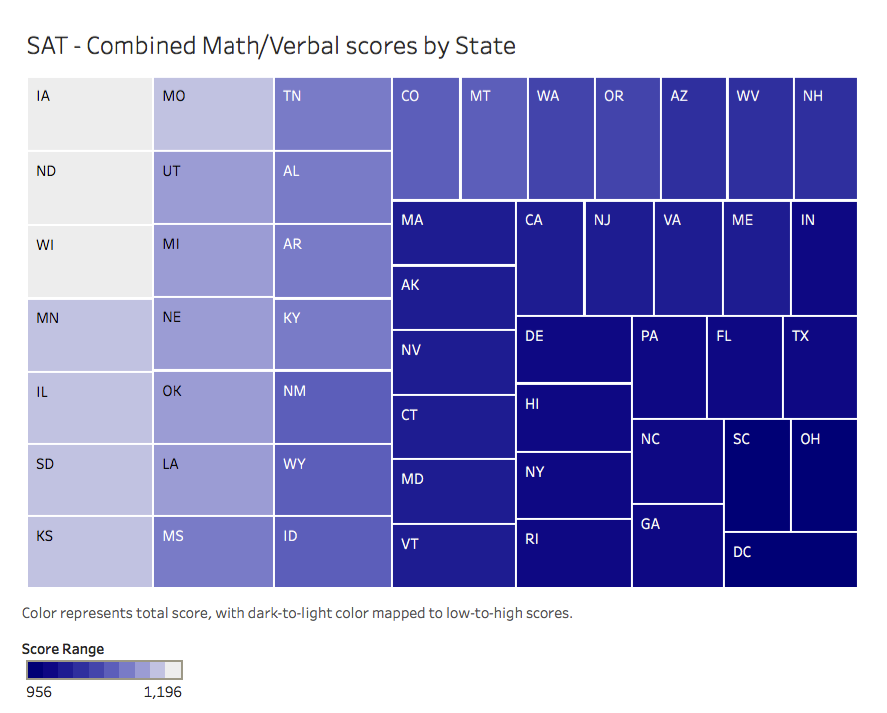 SAT - Combined Math/Verbal scores by State
IA
MO
TN
CO
MT
WA
OR
AZ
WV
NH
ND
UT
AL
MA
CA
NJ
VA
ME
IN
WI
MI
AR
AK
MN
NE
KY
NV
DE
PA
FL
TX
IL
OK
NM
CT
HI
SD
LA
WY
MD
NY
NC
SC
OH
KS
MS
ID
VT
RI
GA
DC
Color represents total score, with dark-to-light color mapped to low-to-high scores.
Score Range
956 1,196